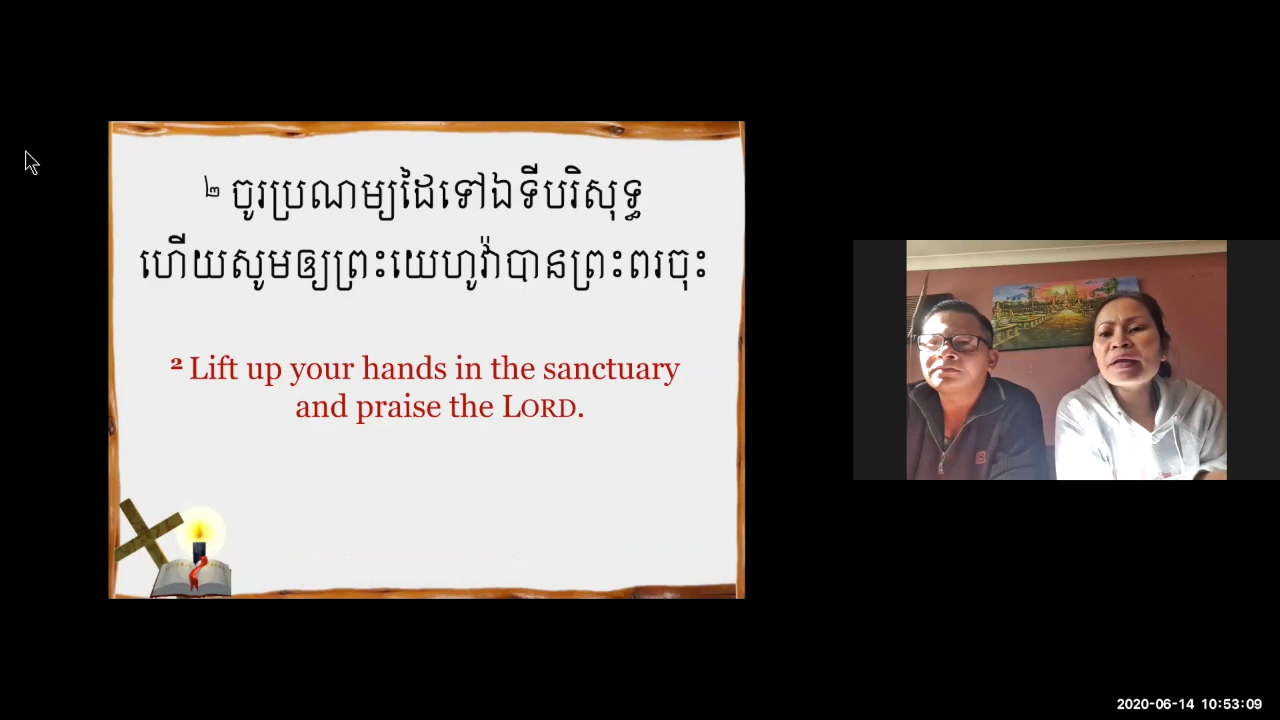 ២ ចូរប្រណម្យដៃទៅឯទីបរិសុទ្ធ
ហើយសូមឲ្យព្រះយេហូវ៉ាបានព្រះពរចុះ
2 Lift up your hands in the sanctuary
and praise the LORD.
2020-06-14 10:53:09